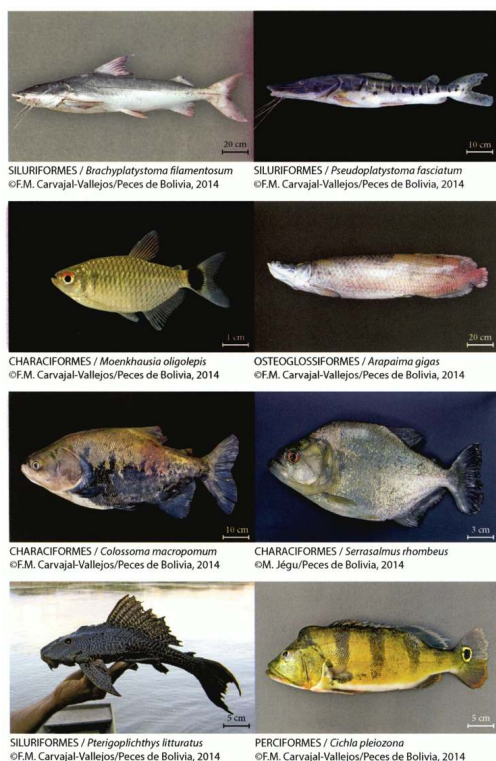 20 cm
10 cm
SILURIFORMES / Brachyplatystoma filamentosum
SILURIFORMES / Pseudoplatystoma fasciatum
©F.M. Carvajal-Vallejos/Peces de Bolivia, 2014
©F.M. Carvajal-Vallejos/Peces de Bolivia, 2014
1 cm
20 cm
CHARACIFORMES / Moenkhausia oligolepis
OSTEOGLOSSIFORMES / Arapaima gigas
©F.M. Carvajal-Vallejos/Peces de Bolivia, 2014
©F.M. Carvajal-Vallejos/Peces de Bolivia, 2014
10 cm
3 cm
CHARACIFORMES / Colossoma macropomum
CHARACIFORMES / Serrasalmus rhombeus
©F.M. Carvajal-Vallejos/Peces de Bolivia, 2014
©M. Jégu/Peces de Bolivia, 2014
5 cm
5 cm
SILURIFORMES / Pterigoplichthys litturatus
PERCIFORMES / Cichla pleiozona
©F.M. Carvajal-Vallejos/Peces de Bolivia, 2014
©F.M. Carvajal-Vallejos/Peces de Bolivia, 2014